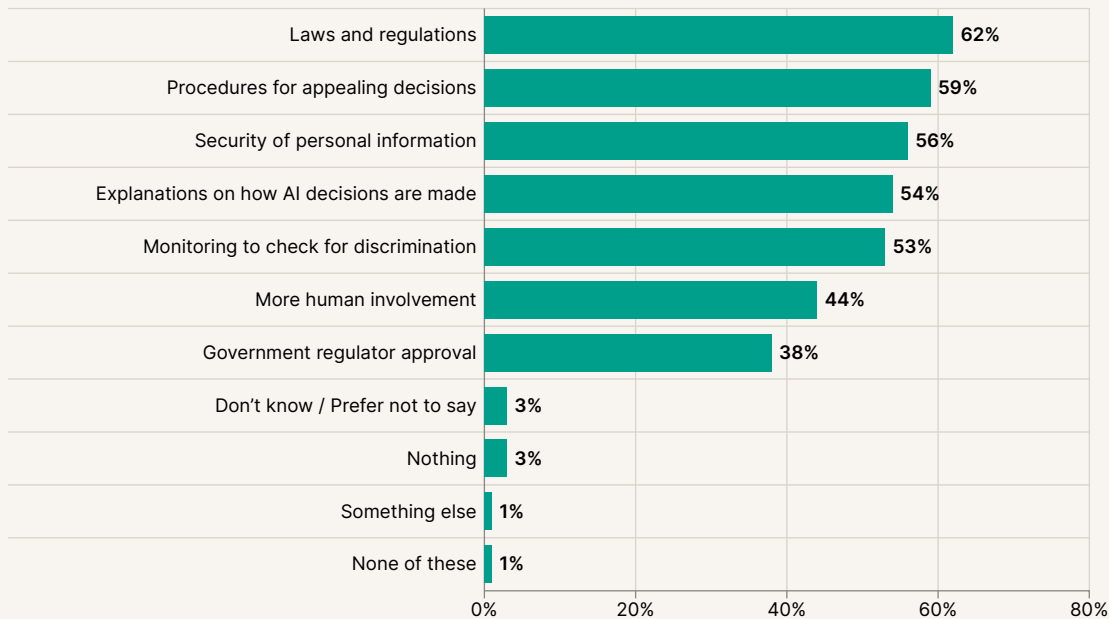 Laws and regulations 62%
Procedures for appealing decisions 59%
Security of personal information 56%
Explanations on how AI decisions are made 54%
Monitoring to check for discrimination 53%
More human involvement 44%
Government regulator approval 38%
Don’t know / Prefer not to say 3%
Nothing 3%
Something else 1%
None of these 1%
0% 20% 40% 60% 80%